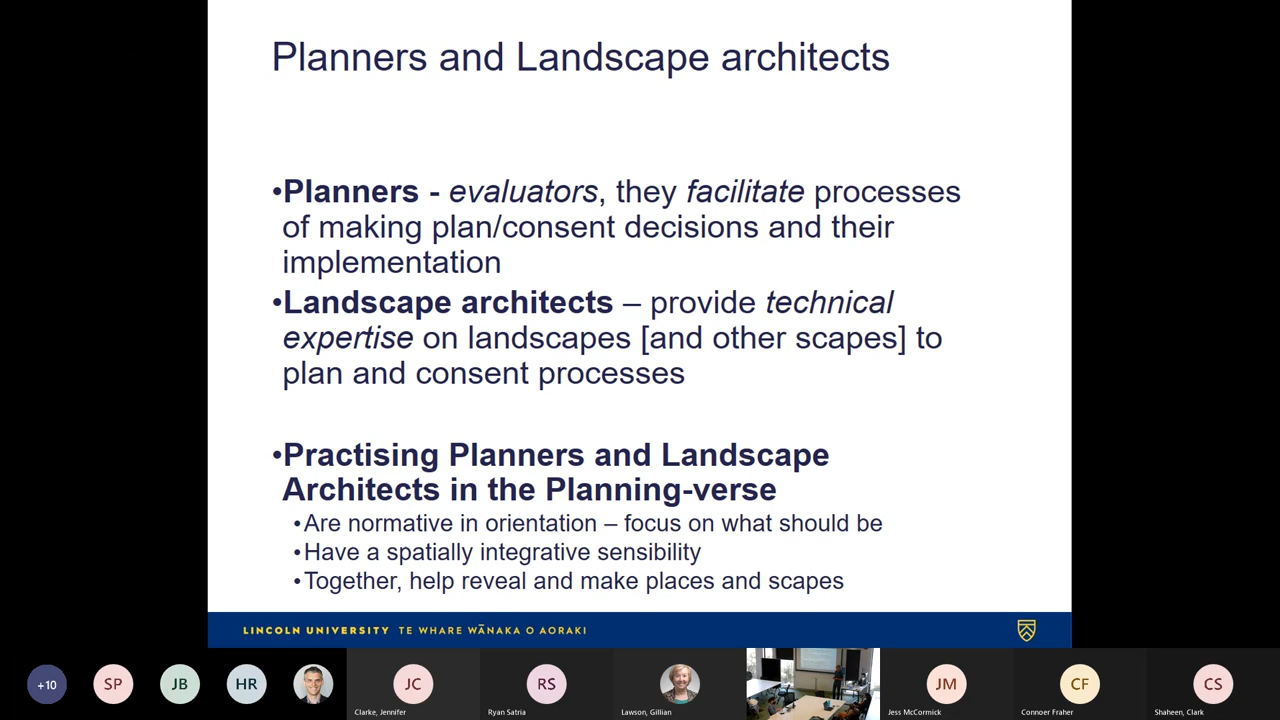 Planners and Landscape architects
•Planners - evaluators, they facilitate processes
of making plan/consent decisions and their
implementation
•Landscape architects – provide technical
expertise on landscapes [and other scapes] to
plan and consent processes
•Practising Planners and Landscape
Architects in the Planning-verse
•Are normative in orientation – focus on what should be
•Have a spatially integrative sensibility
•Together, help reveal and make places and scapes
LINCOLN UNIVERSITY TE WHARE WĀNAKA O AORAKI
+10 SP JB HR JC RS JM CF CS
Clarke, Jennifer Ryan Satria Lawson, Gillian Jess McCormick Connoer Fraher Shaheen, Clark